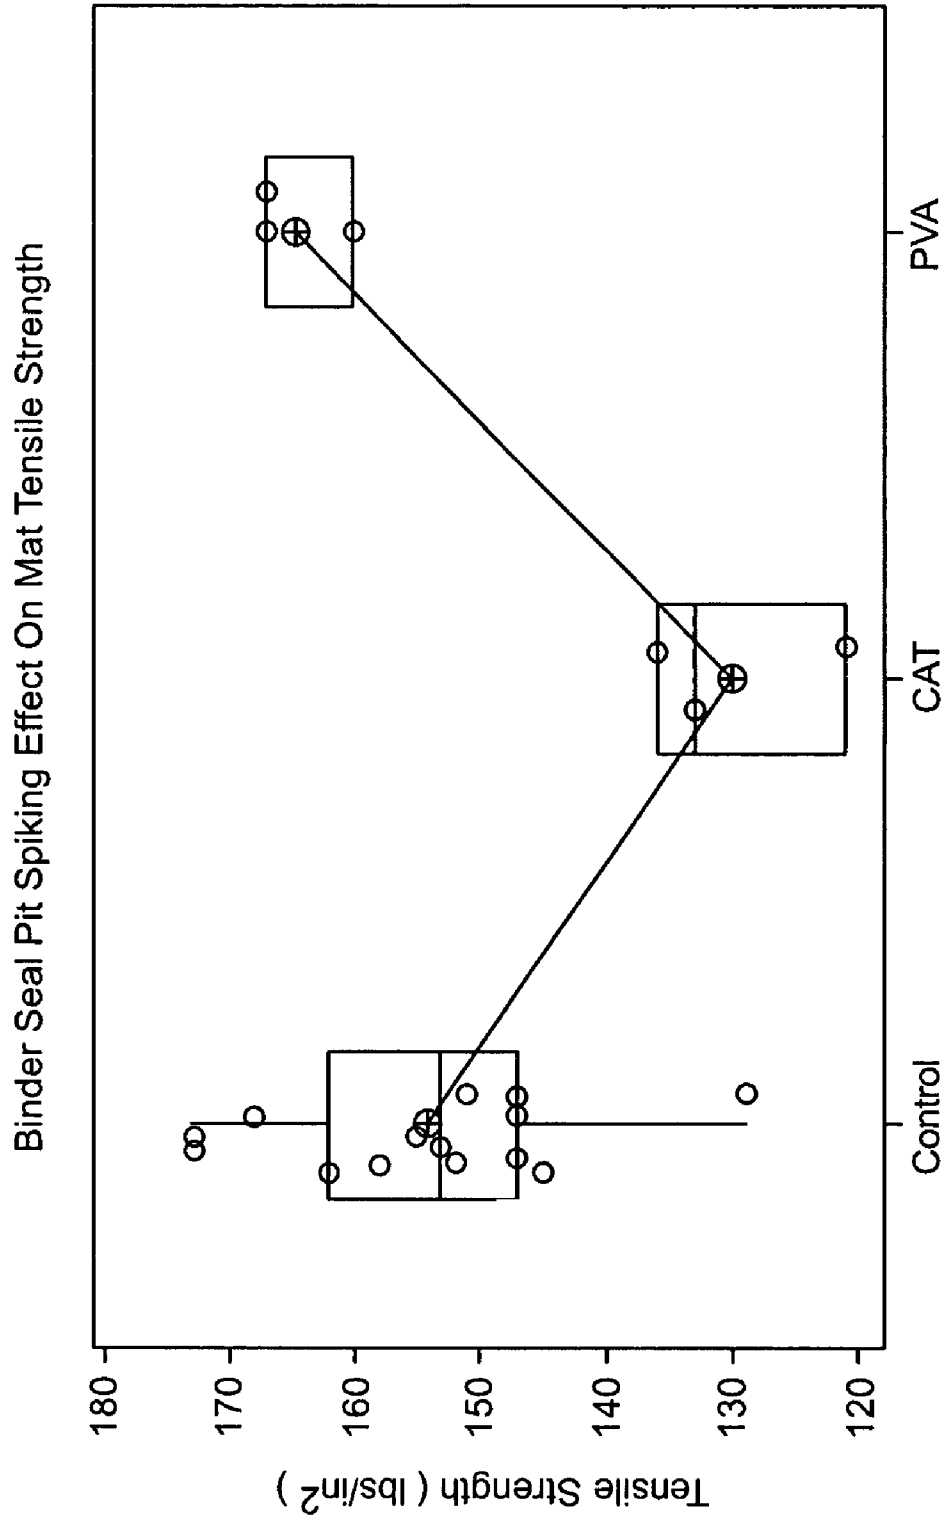 Binder Seal Pit Spiking Effect On Mat Tensile Strength
Tensile Strength ( lbs/in²)
180
170
160
150
140
130
120
Control
CAT
PVA